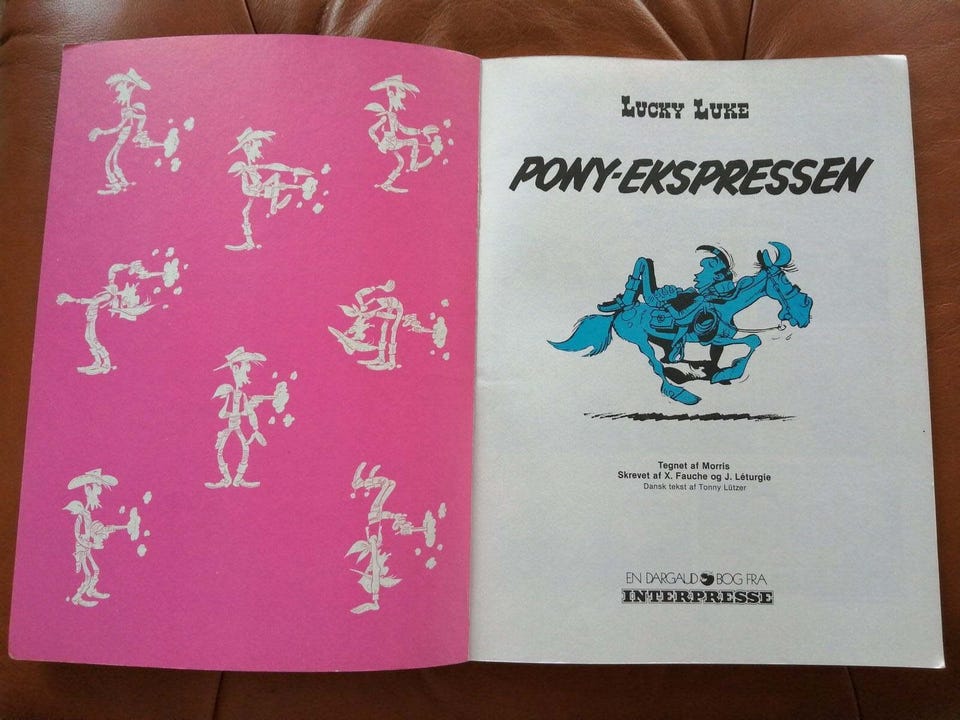 LUCKY LUKE
PONY-EKSPRESSEN
Tegnet af Morris
Skrevet af X. Fauche og J. Léturgie
Dansk tekst af Tonny Lützer
EN DARGAUD BOG FRA
INTERPRESSE